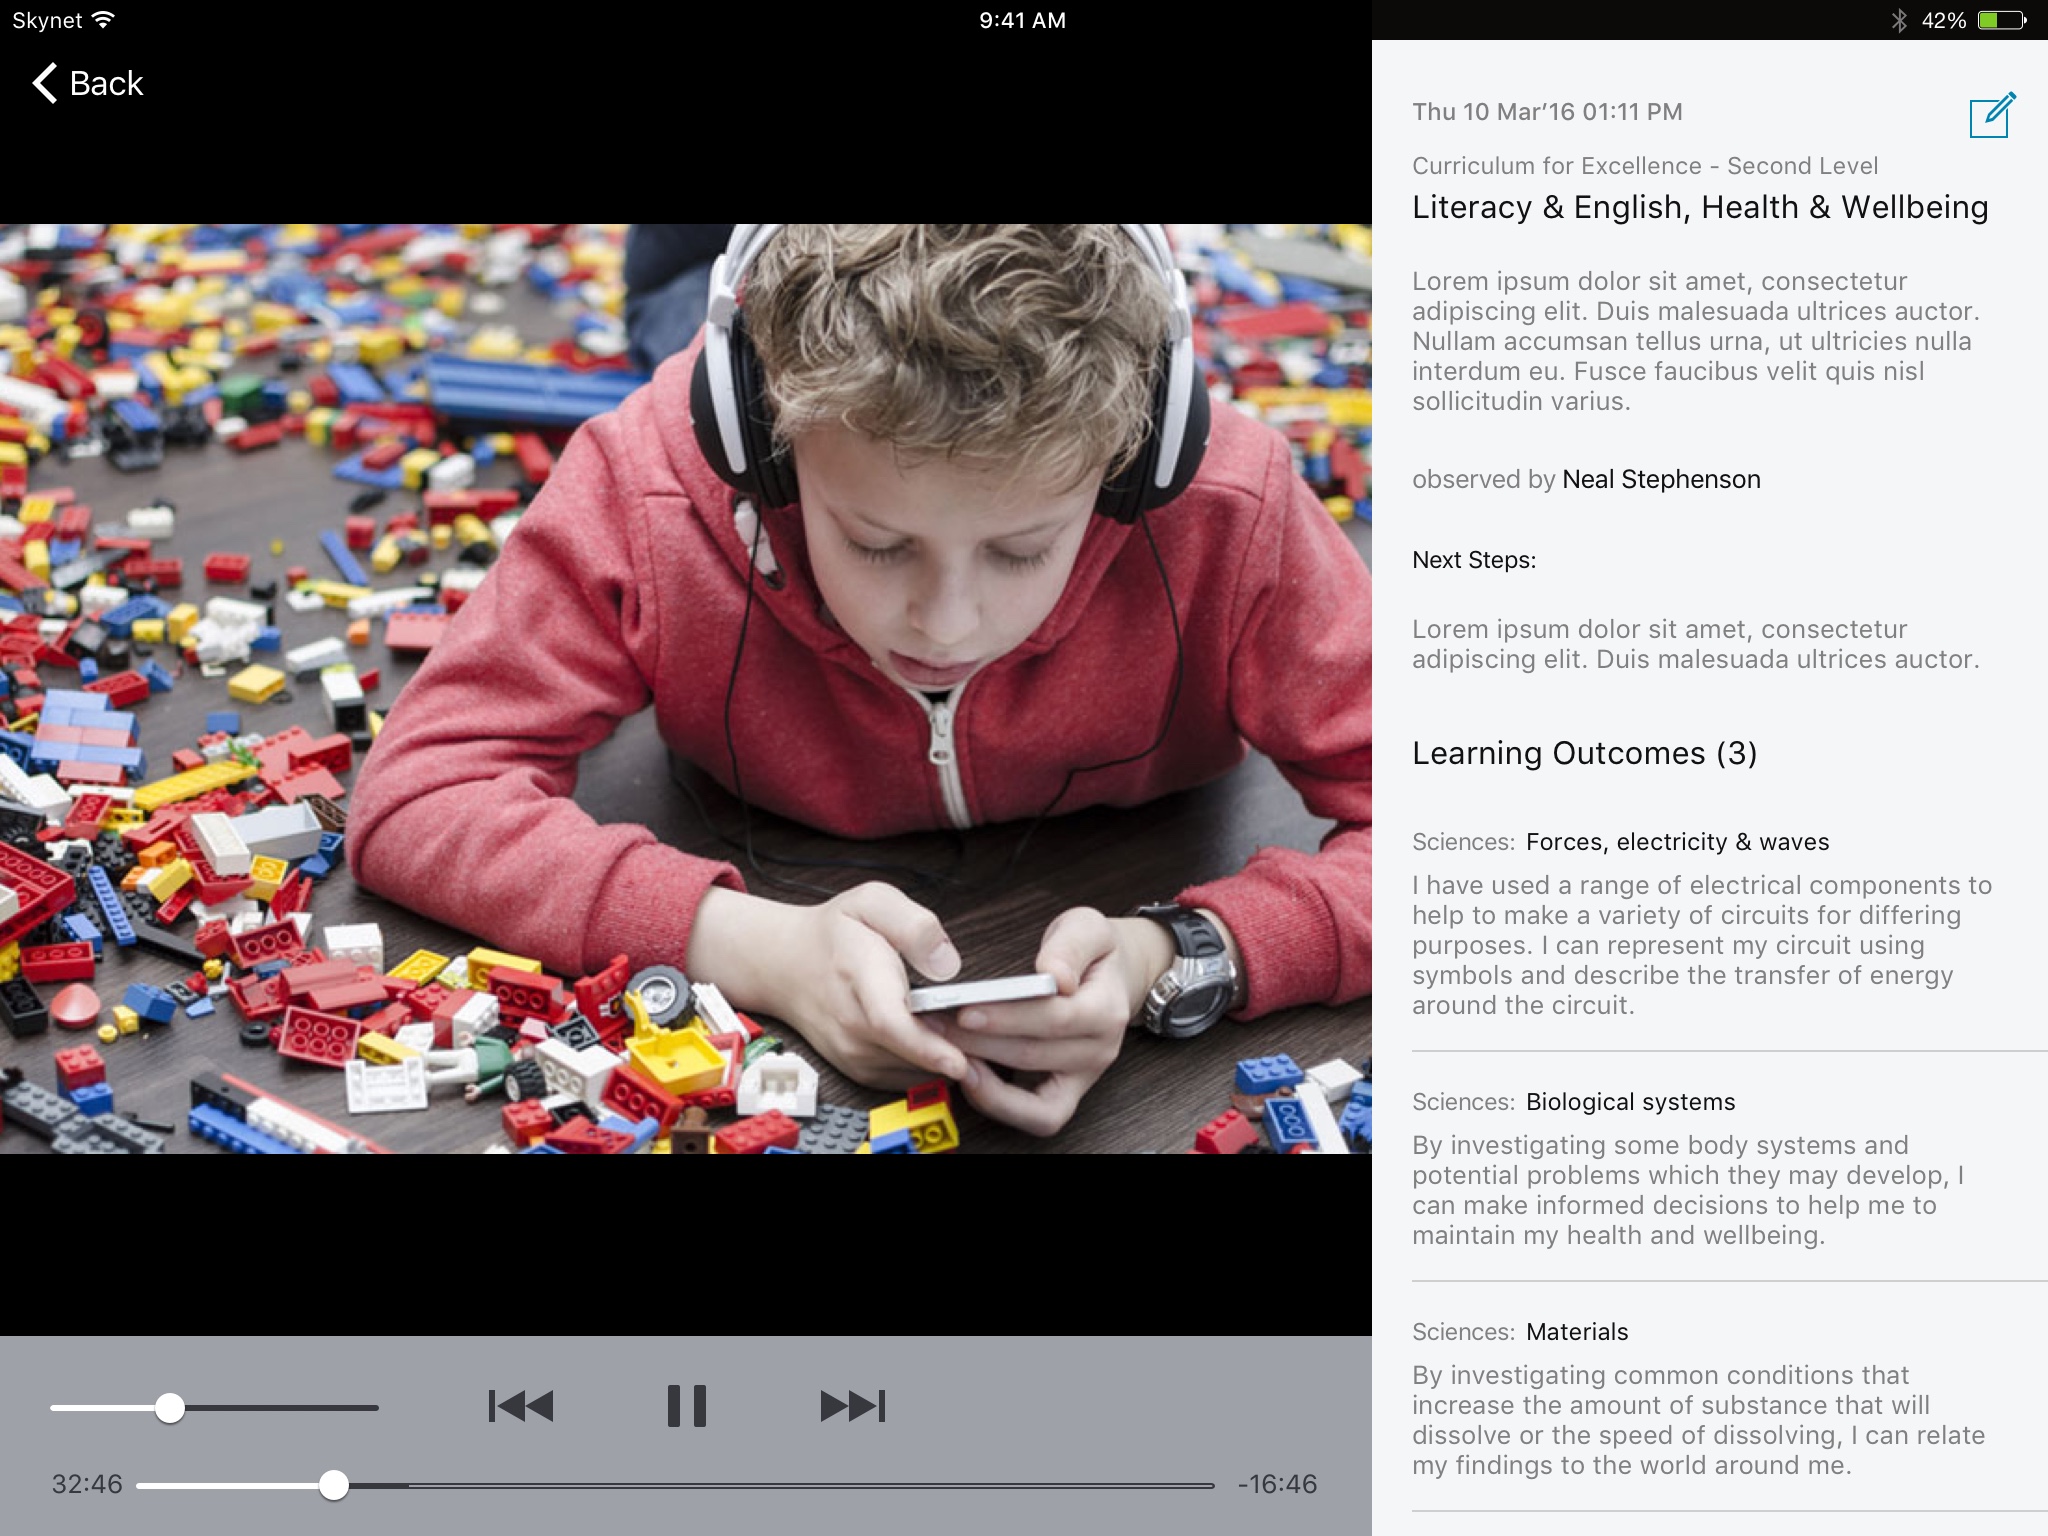 Skynet
9:41 AM
42%
Back
Thu 10 Mar’16 01:11 PM
Curriculum for Excellence - Second Level
Literacy & English, Health & Wellbeing
Lorem ipsum dolor sit amet, consectetur
adipiscing elit. Duis malesuada ultrices auctor.
Nullam accumsan tellus urna, ut ultricies nulla
interdum eu. Fusce faucibus velit quis nisl
sollicitudin varius.
observed by Neal Stephenson
Next Steps:
Lorem ipsum dolor sit amet, consectetur
adipiscing elit. Duis malesuada ultrices auctor.
Learning Outcomes (3)
Sciences: Forces, electricity & waves
I have used a range of electrical components to
help to make a variety of circuits for differing
purposes. I can represent my circuit using
symbols and describe the transfer of energy
around the circuit.
Sciences: Biological systems
By investigating some body systems and
potential problems which they may develop, I
can make informed decisions to help me to
maintain my health and wellbeing.
Sciences: Materials
By investigating common conditions that
increase the amount of substance that will
dissolve or the speed of dissolving, I can relate
my findings to the world around me.
32:46
-16:46